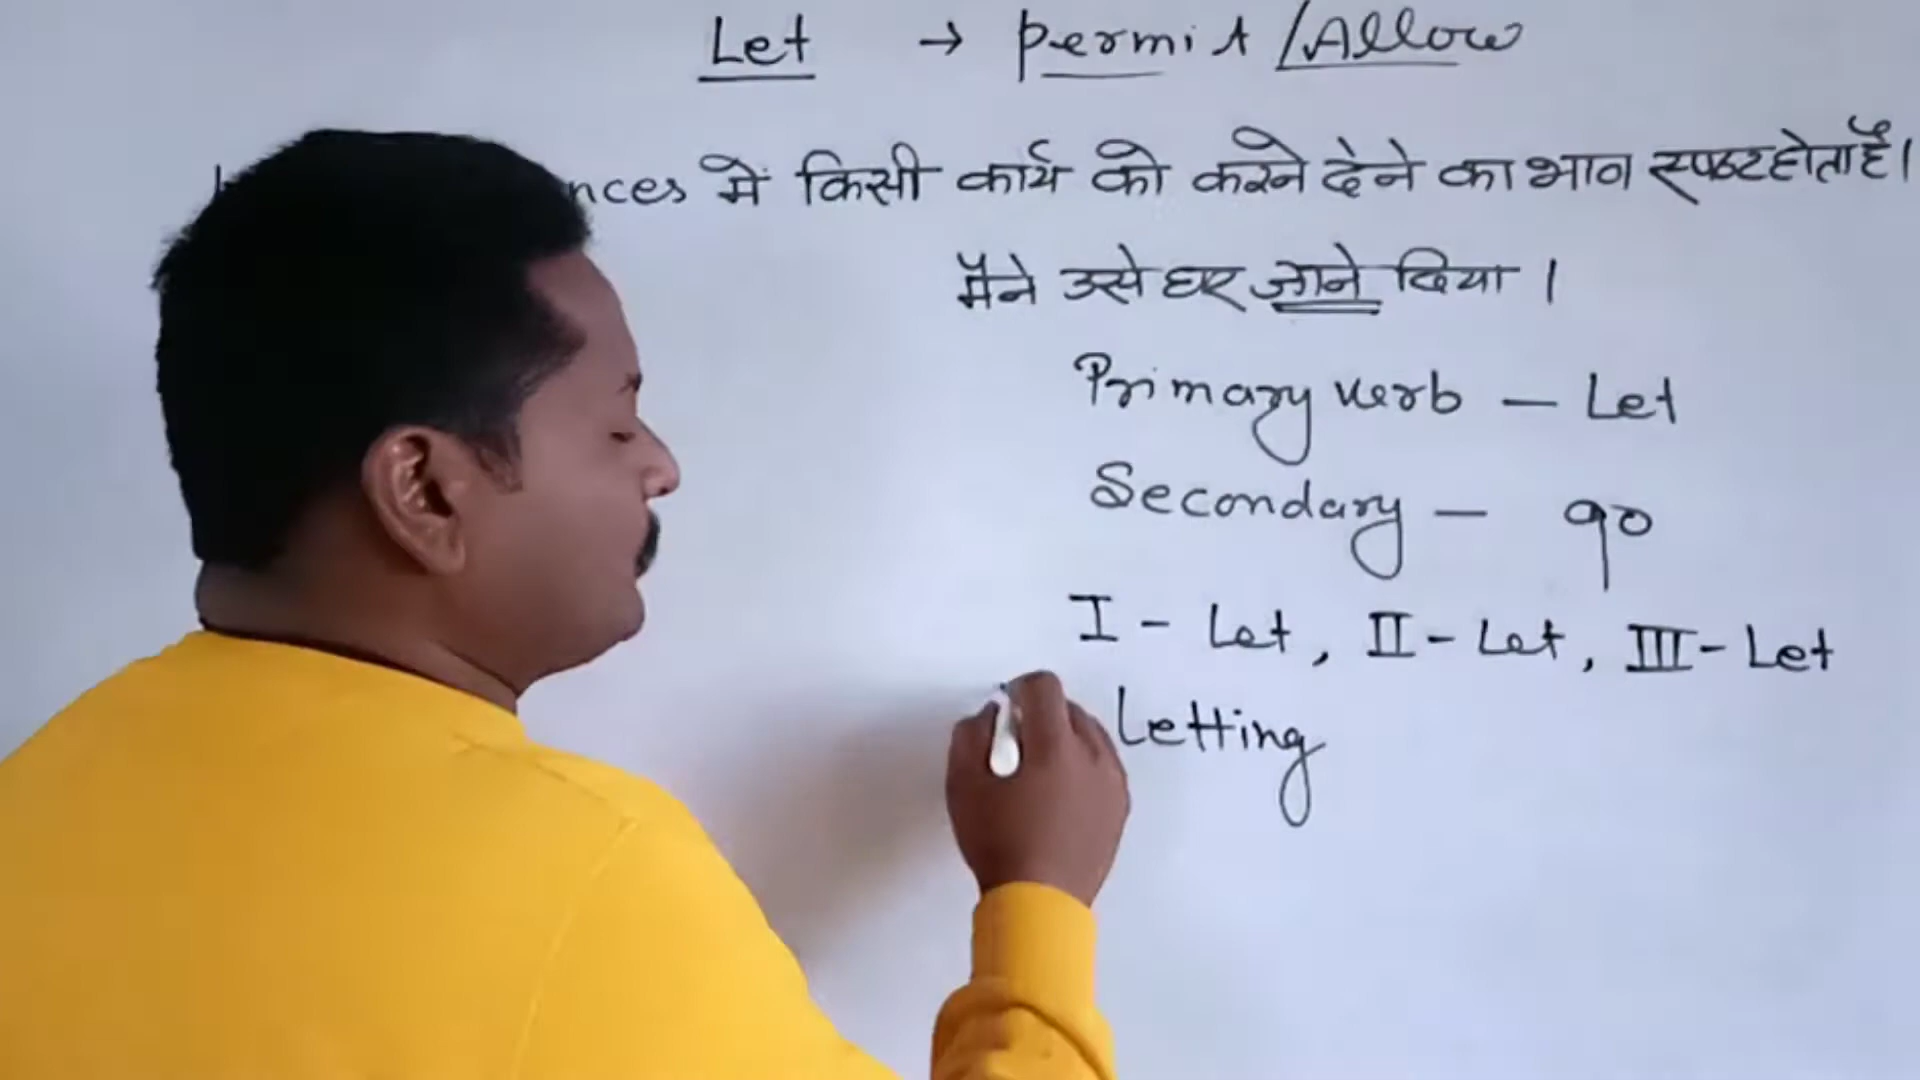 Let → permit / Allow
nces में किसी कार्य को करने देने का भाव स्पष्ट होता है।
मैंने उसे घर जाने दिया।
Primary verb – Let
Secondary – go
I - Let, II - Let, III - Let
Letting